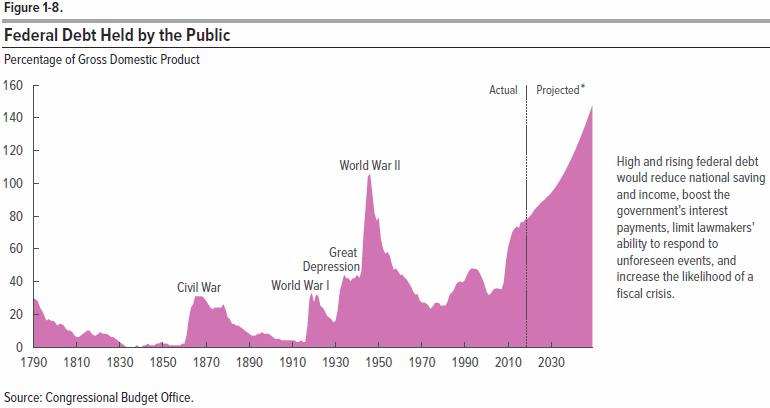 Figure 1-8.
Federal Debt Held by the Public
Percentage of Gross Domestic Product
160
140
120
100
80
60
40
20
0
Actual
Projected*
World War II
Great
Depression
World War I
Civil War
1790 1810 1830 1850 1870 1890 1910 1930 1950 1970 1990 2010 2030
High and rising federal debt
would reduce national saving
and income, boost the
government's interest
payments, limit lawmakers'
ability to respond to
unforeseen events, and
increase the likelihood of a
fiscal crisis.
Source: Congressional Budget Office.